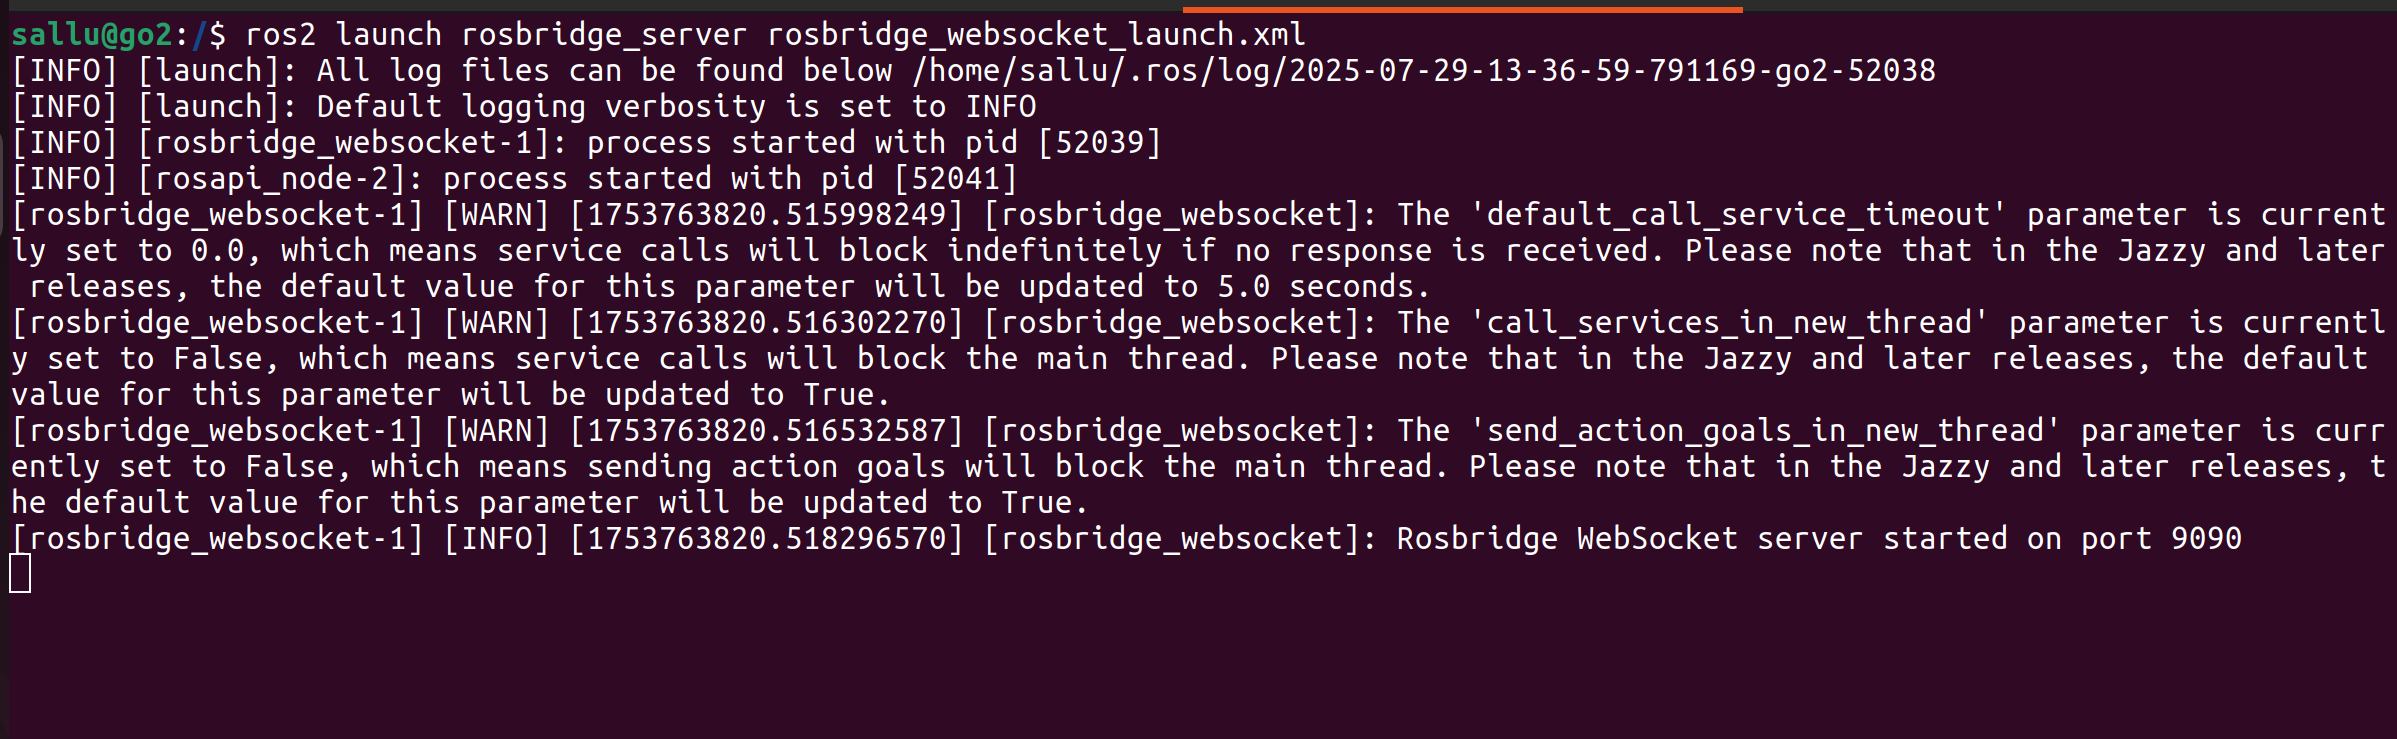 sallu@go2:/$ ros2 launch rosbridge_server rosbridge_websocket_launch.xml
[INFO] [launch]: All log files can be found below /home/sallu/.ros/log/2025-07-29-13-36-59-791169-go2-52038
[INFO] [launch]: Default logging verbosity is set to INFO
[INFO] [rosbridge_websocket-1]: process started with pid [52039]
[INFO] [rosapi_node-2]: process started with pid [52041]
[rosbridge_websocket-1] [WARN] [1753763820.515998249] [rosbridge_websocket]: The 'default_call_service_timeout' parameter is current
ly set to 0.0, which means service calls will block indefinitely if no response is received. Please note that in the Jazzy and later
 releases, the default value for this parameter will be updated to 5.0 seconds.
[rosbridge_websocket-1] [WARN] [1753763820.516302270] [rosbridge_websocket]: The 'call_services_in_new_thread' parameter is currentl
y set to False, which means service calls will block the main thread. Please note that in the Jazzy and later releases, the default
value for this parameter will be updated to True.
[rosbridge_websocket-1] [WARN] [1753763820.516532587] [rosbridge_websocket]: The 'send_action_goals_in_new_thread' parameter is curr
ently set to False, which means sending action goals will block the main thread. Please note that in the Jazzy and later releases, t
he default value for this parameter will be updated to True.
[rosbridge_websocket-1] [INFO] [1753763820.518296570] [rosbridge_websocket]: Rosbridge WebSocket server started on port 9090